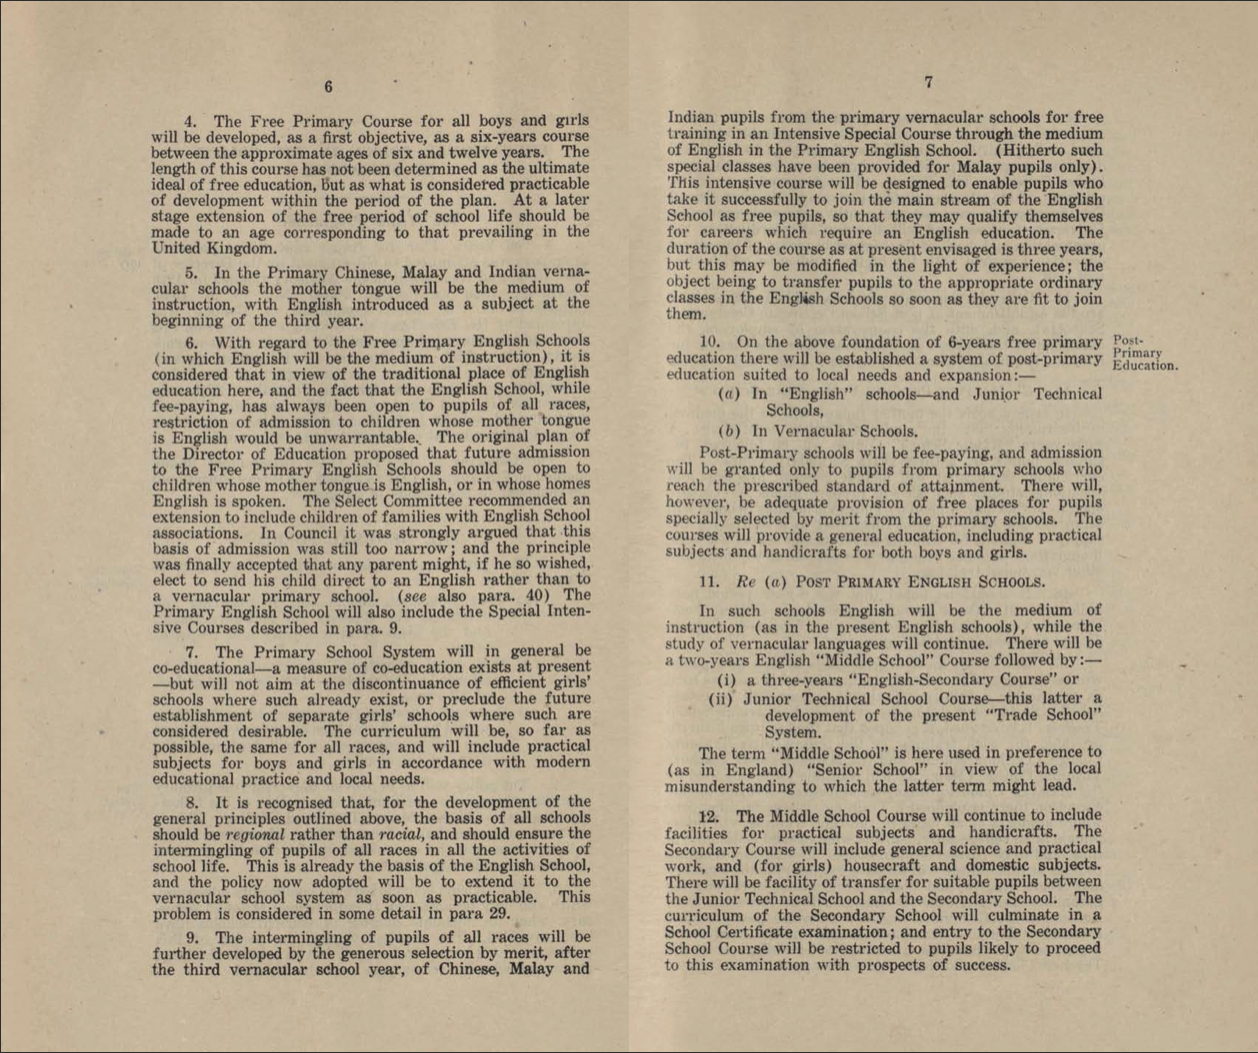 6
4. The Free Primary Course for all boys and girls
will be developed, as a first objective, as a six-years course
between the approximate ages of six and twelve years. The
length of this course has not been determined as the ultimate
ideal of free education, but as what is considered practicable
of development within the period of the plan. At a later
stage extension of the free period of school life should be
made to an age corresponding to that prevailing in the
United Kingdom.
5. In the Primary Chinese, Malay and Indian verna-
cular schools the mother tongue will be the medium of
instruction, with English introduced as a subject at the
beginning of the third year.
6. With regard to the Free Primary English Schools
(in which English will be the medium of instruction), it is
considered that in view of the traditional place of English
education here, and the fact that the English School, while
fee-paying, has always been open to pupils of all races,
restriction of admission to children whose mother tongue
is English would be unwarrantable. The original plan of
the Director of Education proposed that future admission
to the Free Primary English Schools should be open to
children whose mother tongue is English, or in whose homes
English is spoken. The Select Committee recommended an
extension to include children of families with English School
associations. In Council it was strongly argued that this
basis of admission was still too narrow; and the principle
was finally accepted that any parent might, if he so wished,
elect to send his child direct to an English rather than to
a vernacular primary school. (see also para. 40) The
Primary English School will also include the Special Inten-
sive Courses described in para. 9.
7. The Primary School System will in general be
co-educational—a measure of co-education exists at present
—but will not aim at the discontinuance of efficient girls'
schools where such already exist, or preclude the future
establishment of separate girls' schools where such are
considered desirable. The curriculum will be, so far as
possible, the same for all races, and will include practical
subjects for boys and girls in accordance with modern
educational practice and local needs.
8. It is recognised that, for the development of the
general principles outlined above, the basis of all schools
should be regional rather than racial, and should ensure the
intermingling of pupils of all races in all the activities of
school life. This is already the basis of the English School,
and the policy now adopted will be to extend it to the
vernacular school system as soon as practicable. This
problem is considered in some detail in para 29.
9. The intermingling of pupils of all races will be
further developed by the generous selection by merit, after
the third vernacular school year, of Chinese, Malay and
7
Indian pupils from the primary vernacular schools for free
training in an Intensive Special Course through the medium
of English in the Primary English School. (Hitherto such
special classes have been provided for Malay pupils only).
This intensive course will be designed to enable pupils who
take it successfully to join the main stream of the English
School as free pupils, so that they may qualify themselves
for careers which require an English education. The
duration of the course as at present envisaged is three years,
but this may be modified in the light of experience; the
object being to transfer pupils to the appropriate ordinary
classes in the English Schools so soon as they are fit to join
them.
10. On the above foundation of 6-years free primary
education there will be established a system of post-primary
education suited to local needs and expansion:—
Post-
Primary
Education.
(a) In "English" schools—and Junior Technical
Schools,
(b) In Vernacular Schools.
Post-Primary schools will be fee-paying, and admission
will be granted only to pupils from primary schools who
reach the prescribed standard of attainment. There will,
however, be adequate provision of free places for pupils
specially selected by merit from the primary schools. The
courses will provide a general education, including practical
subjects and handicrafts for both boys and girls.
11. Re (a) POST PRIMARY ENGLISH SCHOOLS.
In such schools English will be the medium of
instruction (as in the present English schools), while the
study of vernacular languages will continue. There will be
a two-years English "Middle School" Course followed by:—
(i) a three-years "English-Secondary Course" or
(ii) Junior Technical School Course—this latter a
development of the present "Trade School"
System.
The term "Middle School" is here used in preference to
(as in England) "Senior School" in view of the local
misunderstanding to which the latter term might lead.
12. The Middle School Course will continue to include
facilities for practical subjects and handicrafts. The
Secondary Course will include general science and practical
work, and (for girls) housecraft and domestic subjects.
There will be facility of transfer for suitable pupils between
the Junior Technical School and the Secondary School. The
curriculum of the Secondary School will culminate in a
School Certificate examination; and entry to the Secondary
School Course will be restricted to pupils likely to proceed
to this examination with prospects of success.